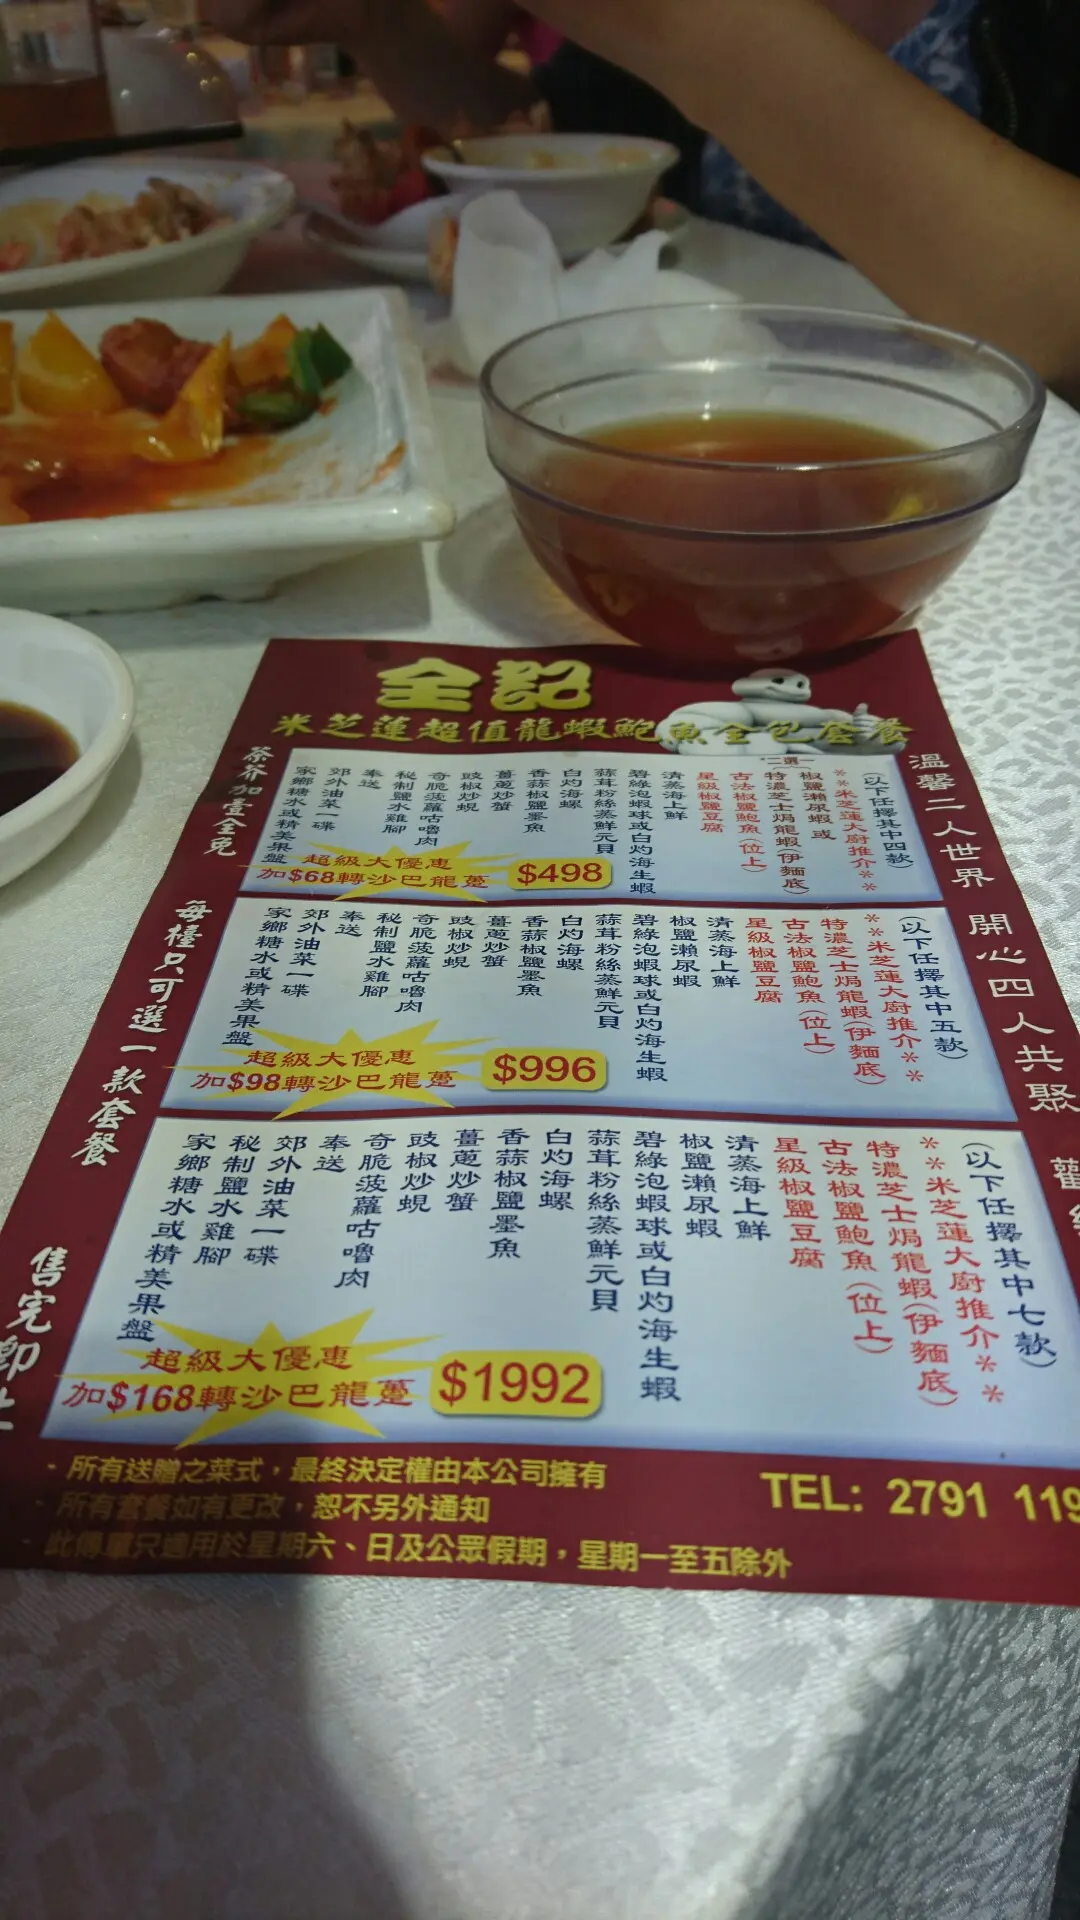 全記
米芝蓮超值龍蝦鮑魚全包套餐
溫馨二人世界
(以下任擇其中四款)
**米芝蓮大廚推介**
椒鹽瀨尿蝦或
特濃芝士焗龍蝦(伊麵底)
二選一
古法椒鹽鮑魚(位上)
星級椒鹽豆腐
清蒸海上鮮
碧綠泡蝦球或白灼海生蝦
蒜茸粉絲蒸鮮元貝
白灼海螺
香蒜椒鹽墨魚
薑蔥炒蟹
豉椒炒蜆
奇脆菠蘿咕嚕肉
秘制鹽水雞腳
奉送
郊外油菜一碟
家鄉糖水或精美果盤
超級大優惠
加$68轉沙巴龍躉
$498
開心四人共聚
(以下任擇其中五款)
**米芝蓮大廚推介**
特濃芝士焗龍蝦(伊麵底)
古法椒鹽鮑魚(位上)
星級椒鹽豆腐
清蒸海上鮮
椒鹽瀨尿蝦
碧綠泡蝦球或白灼海生蝦
蒜茸粉絲蒸鮮元貝
白灼海螺
香蒜椒鹽墨魚
薑蔥炒蟹
豉椒炒蜆
奇脆菠蘿咕嚕肉
秘制鹽水雞腳
奉送
郊外油菜一碟
家鄉糖水或精美果盤
超級大優惠
加$98轉沙巴龍躉
$996
(以下任擇其中七款)
**米芝蓮大廚推介**
特濃芝士焗龍蝦(伊麵底)
古法椒鹽鮑魚(位上)
星級椒鹽豆腐
清蒸海上鮮
椒鹽瀨尿蝦
碧綠泡蝦球或白灼海生蝦
蒜茸粉絲蒸鮮元貝
白灼海螺
香蒜椒鹽墨魚
薑蔥炒蟹
豉椒炒蜆
奇脆菠蘿咕嚕肉
奉送
郊外油菜一碟
秘制鹽水雞腳
家鄉糖水或精美果盤
超級大優惠
加$168轉沙巴龍躉
$1992
茶芥加壹全免
每檯只可選一款套餐
售完即止
- 所有送贈之菜式,最終決定權由本公司擁有
- 所有套餐如有更改,恕不另外通知
- 此傳單只適用於星期六、日及公眾假期,星期一至五除外
TEL: 2791 119